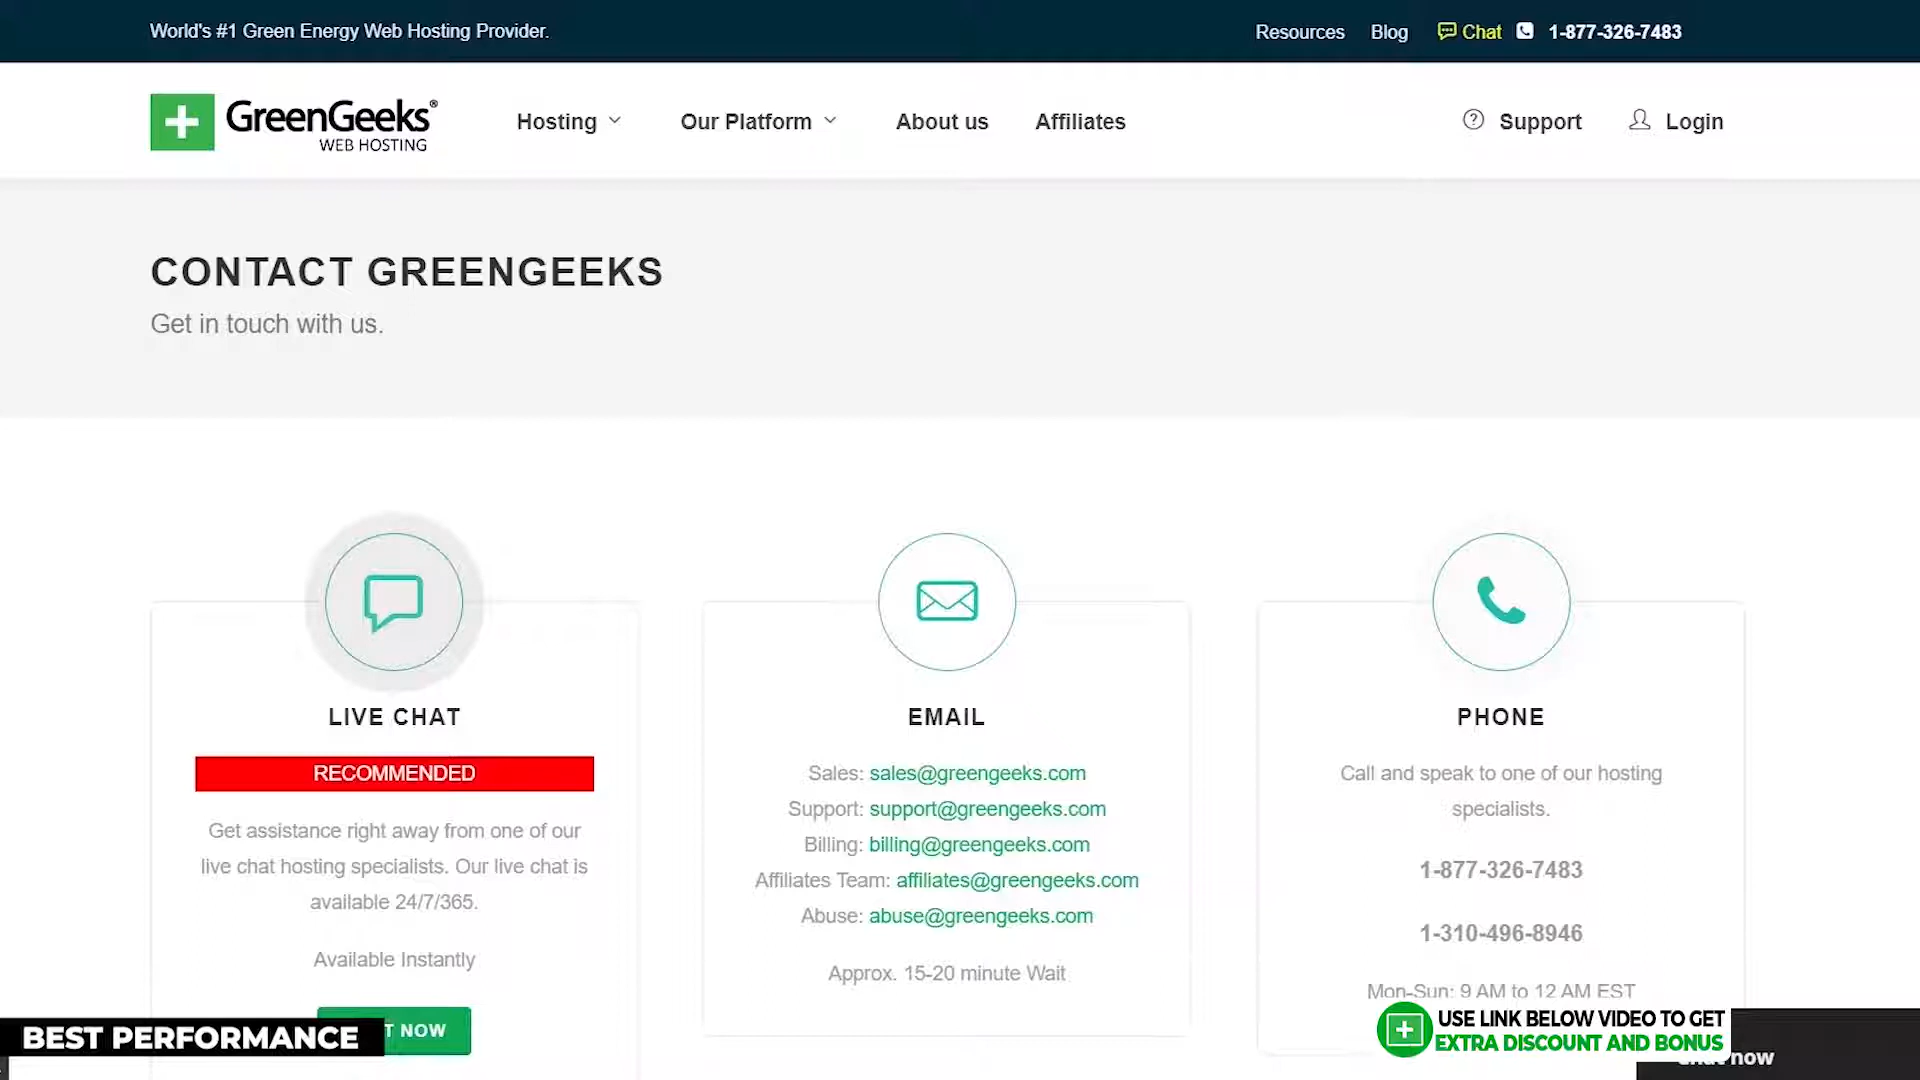 World's #1 Green Energy Web Hosting Provider.
Resources Blog Chat 1-877-326-7483
GreenGeeks®
WEB HOSTING
Hosting Our Platform About us Affiliates Support Login
CONTACT GREENGEEKS
Get in touch with us.
LIVE CHAT
RECOMMENDED
Get assistance right away from one of our
live chat hosting specialists. Our live chat is
available 24/7/365.
Available Instantly
T NOW
EMAIL
Sales: sales@greengeeks.com
Support: support@greengeeks.com
Billing: billing@greengeeks.com
Affiliates Team: affiliates@greengeeks.com
Abuse: abuse@greengeeks.com
Approx. 15-20 minute Wait
PHONE
Call and speak to one of our hosting
specialists.
1-877-326-7483
1-310-496-8946
Mon-Sun: 9 AM to 12 AM EST
BEST PERFORMANCE
USE LINK BELOW VIDEO TO GET
EXTRA DISCOUNT AND BONUS
now